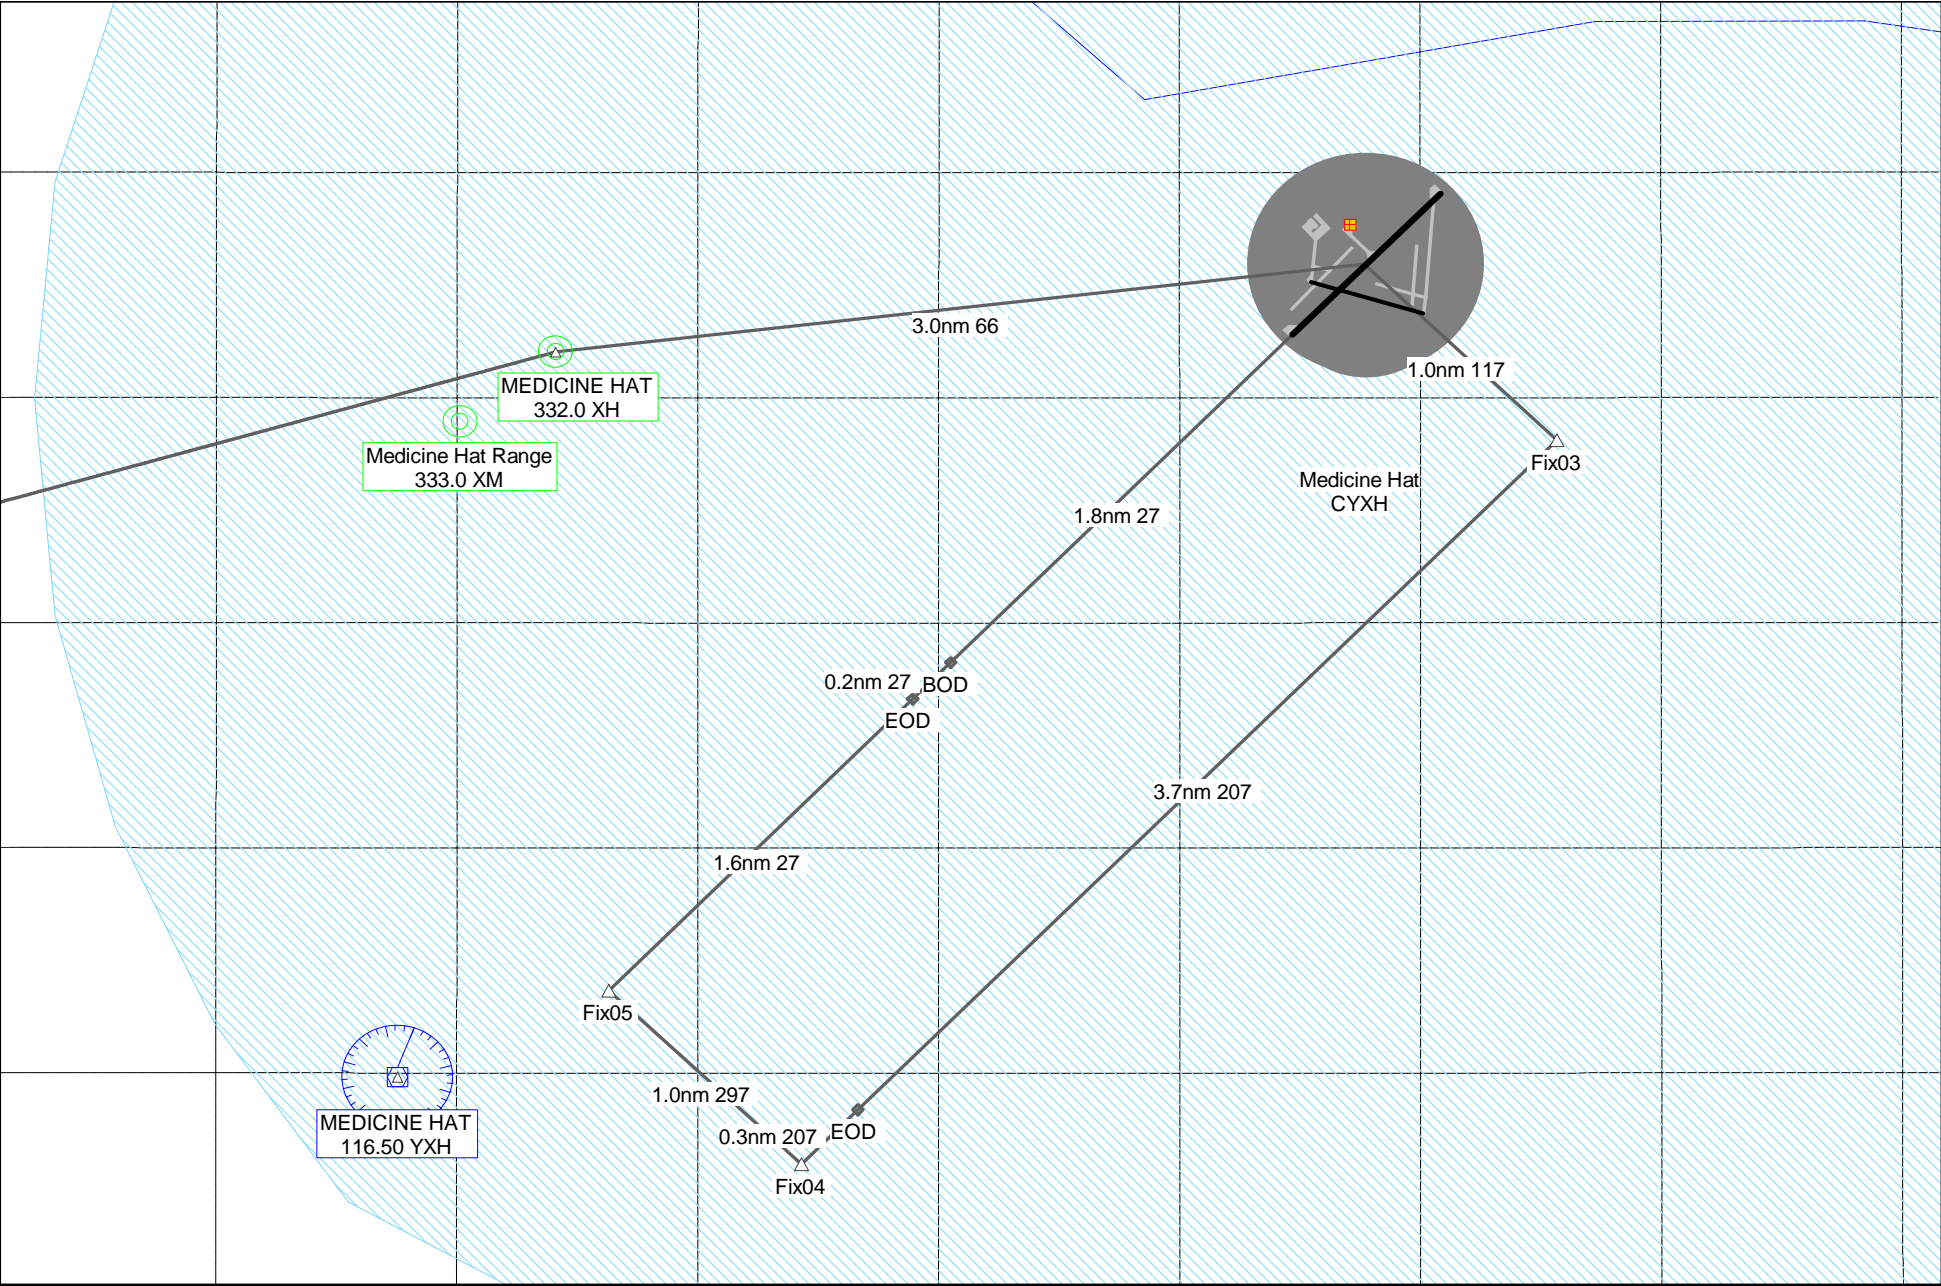 3.0nm 66
MEDICINE HAT
332.0 XH
1.0nm 117
Medicine Hat Range
333.0 XM
Fix03
Medicine Hat
CYXH
1.8nm 27
0.2nm 27
BOD
EOD
3.7nm 207
1.6nm 27
Fix05
1.0nm 297
MEDICINE HAT
116.50 YXH
0.3nm 207
EOD
Fix04